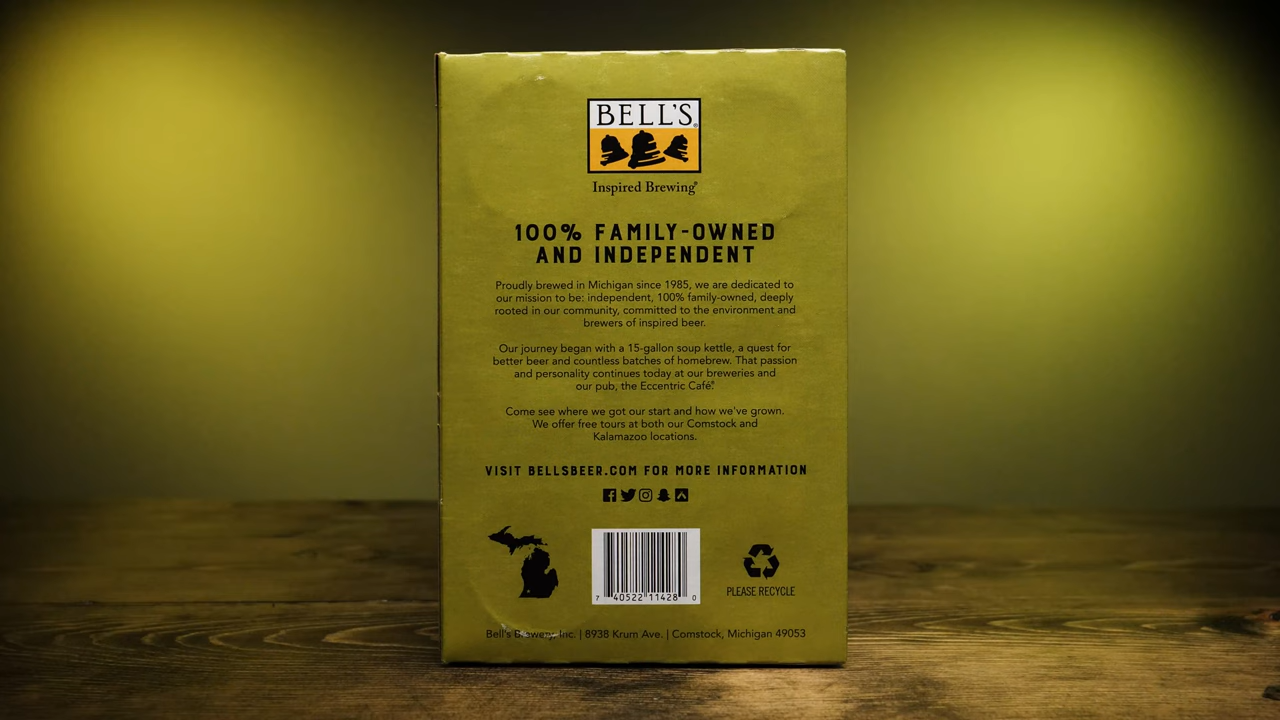 BELL'S®
Inspired Brewing®
100% FAMILY-OWNED
AND INDEPENDENT
Proudly brewed in Michigan since 1985, we are dedicated to
our mission to be: independent, 100% family-owned, deeply
rooted in our community, committed to the environment and
brewers of inspired beer.
Our journey began with a 15-gallon soup kettle, a quest for
better beer and countless batches of homebrew. That passion
and personality continues today at our breweries and
our pub, the Eccentric Café®.
Come see where we got our start and how we've grown.
We offer free tours at both our Comstock and
Kalamazoo locations.
VISIT BELLSBEER.COM FOR MORE INFORMATION
7 40522 11428 0
PLEASE RECYCLE
Bell's Brewery, Inc. | 8938 Krum Ave. | Comstock, Michigan 49053